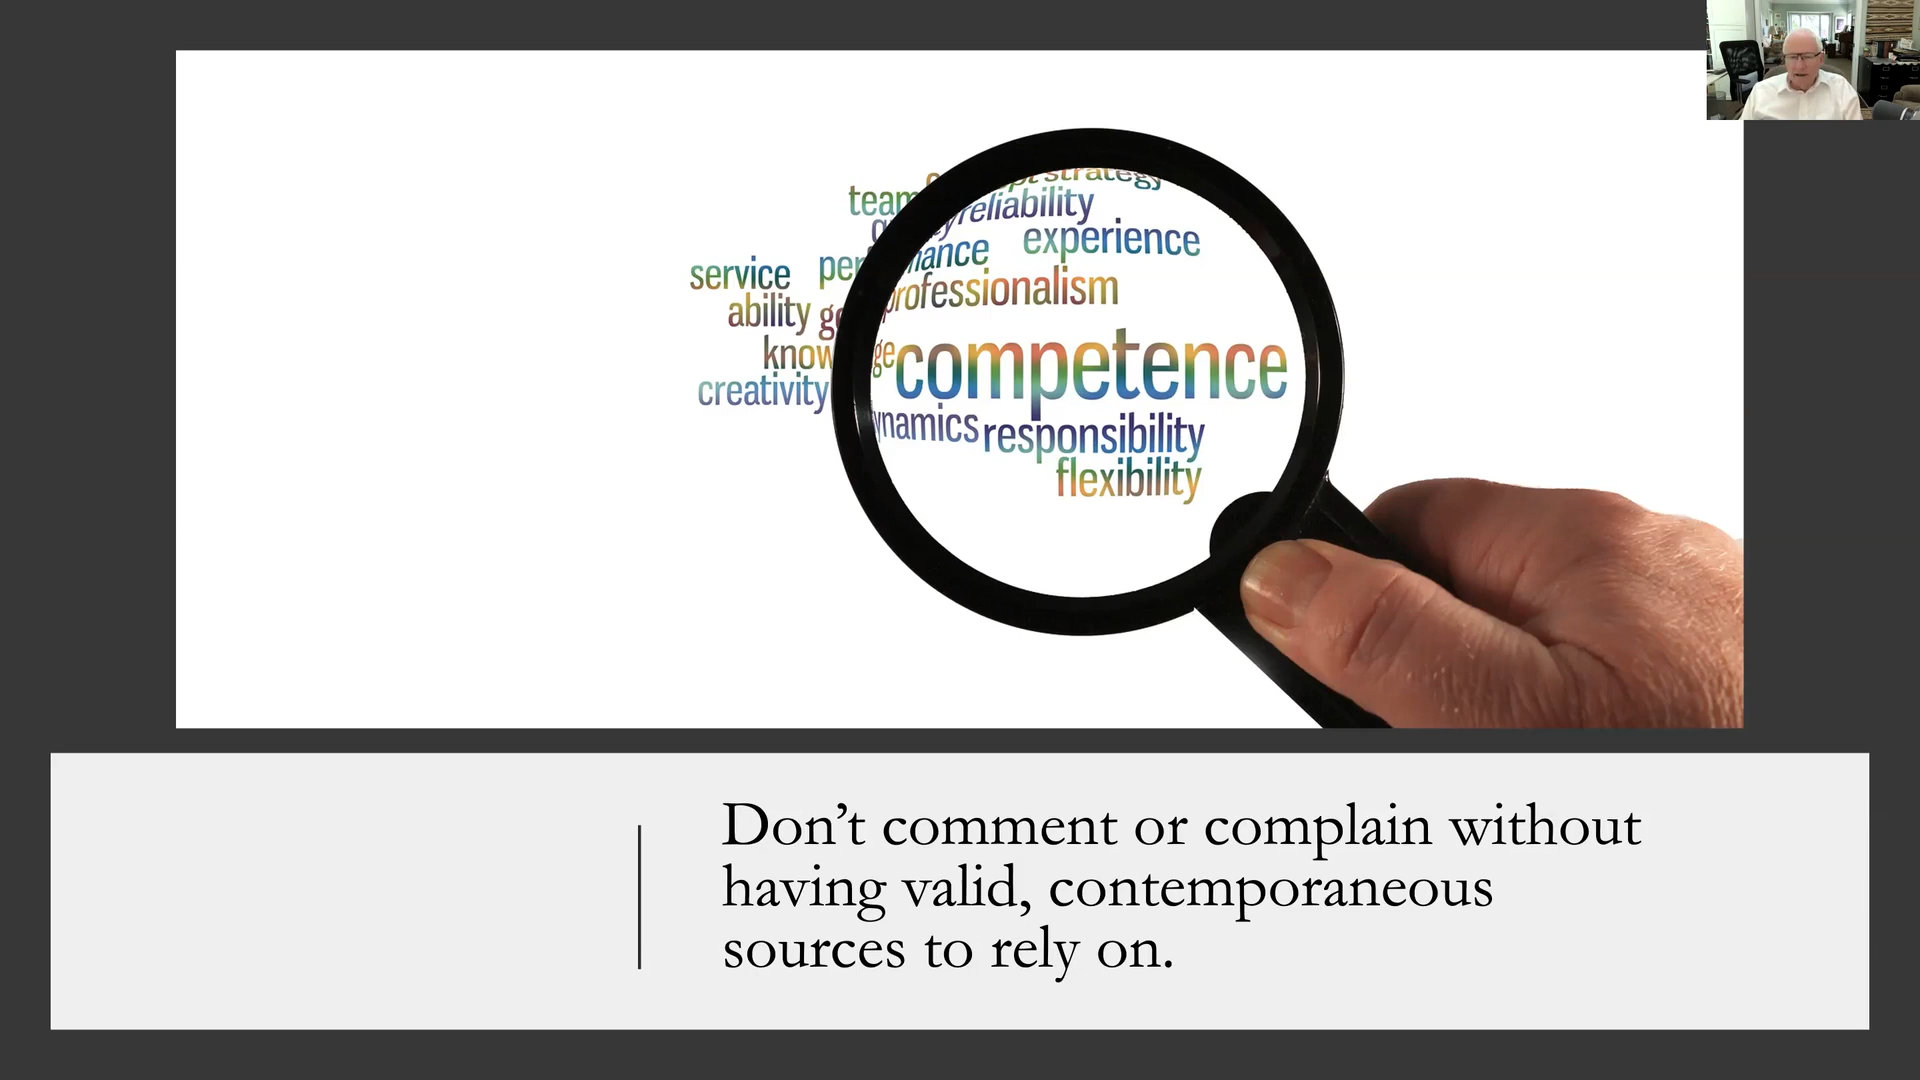 strategy
team
reliability
experience
service
professionalism
ability
competence
creativity
responsibility
flexibility
Don’t comment or complain without
having valid, contemporaneous
sources to rely on.